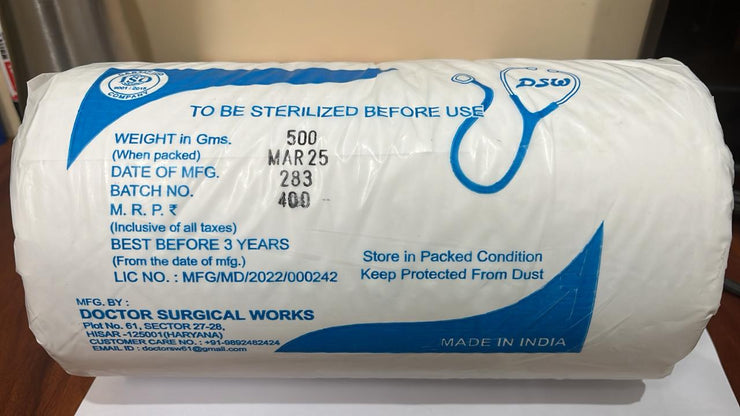 ISO
9001 : 2015
COMPANY
DSW
TO BE STERILIZED BEFORE USE
WEIGHT in Gms. 500
(When packed)
DATE OF MFG. MAR 25
BATCH NO. 283
M. R. P. ₹ 400
(Inclusive of all taxes)
BEST BEFORE 3 YEARS
(From the date of mfg.)
LIC NO. : MFG/MD/2022/000242
Store in Packed Condition
Keep Protected From Dust
MFG. BY :
DOCTOR SURGICAL WORKS
Plot No. 61, SECTOR 27-28,
HISAR -125001(HARYANA)
CUSTOMER CARE NO. : +91-9892482424
EMAIL ID : doctorsw61@gmail.com
MADE IN INDIA